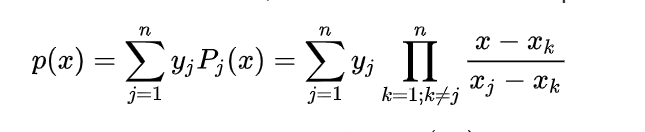 p(x) = \sum_{j=1}^{n} y_j P_j(x) = \sum_{j=1}^{n} y_j \prod_{k=1;k\neq j}^{n} \frac{x - x_k}{x_j - x_k}